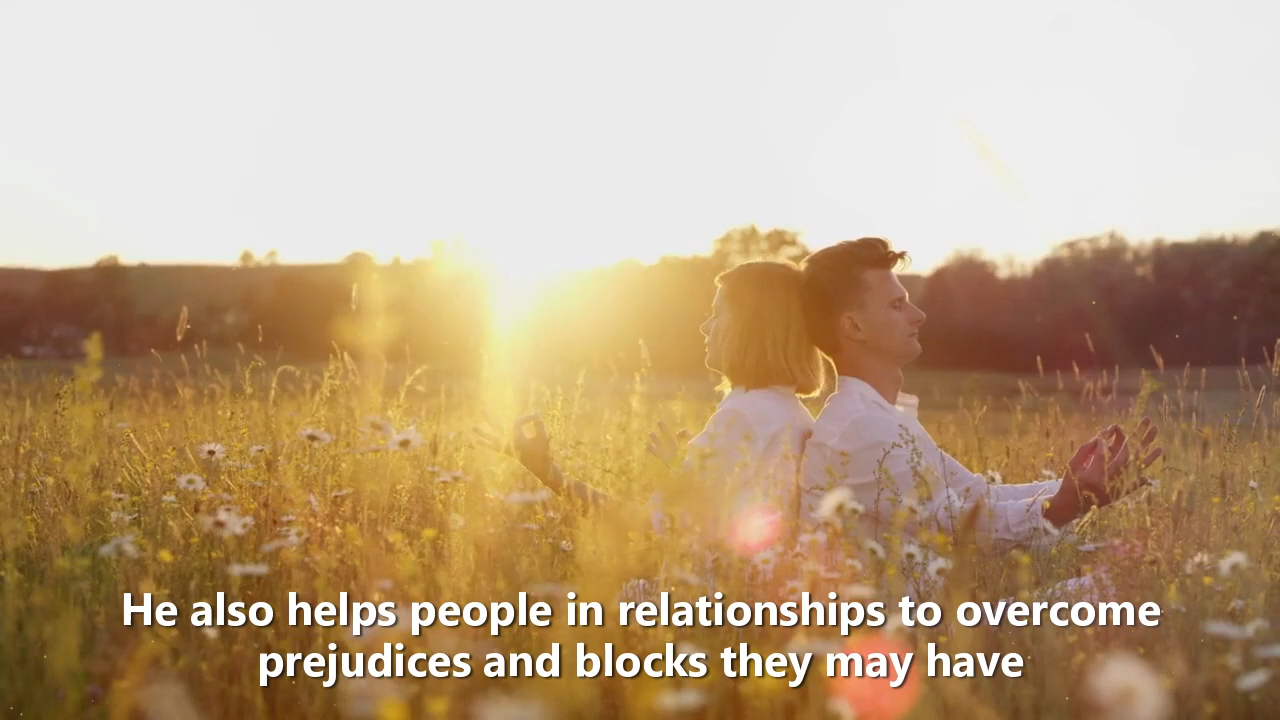 He also helps people in relationships to overcome
prejudices and blocks they may have